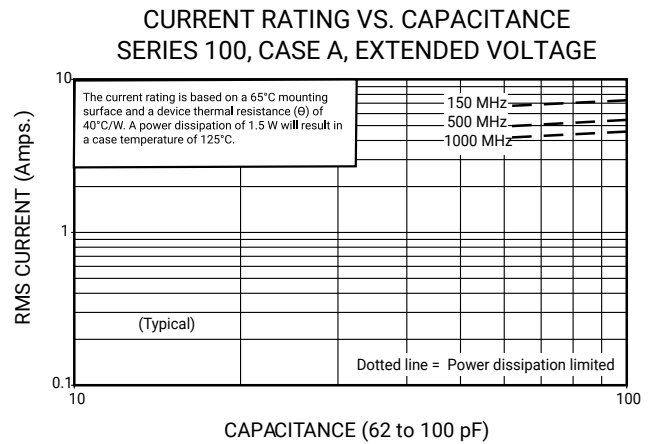 CURRENT RATING VS. CAPACITANCE
SERIES 100, CASE A, EXTENDED VOLTAGE
10
The current rating is based on a 65°C mounting
surface and a device thermal resistance (θ) of
40°C/W. A power dissipation of 1.5 W will result in
a case temperature of 125°C.
150 MHz
500 MHz
1000 MHz
RMS CURRENT (Amps.)
1
(Typical)
Dotted line = Power dissipation limited
0.1
10
100
CAPACITANCE (62 to 100 pF)